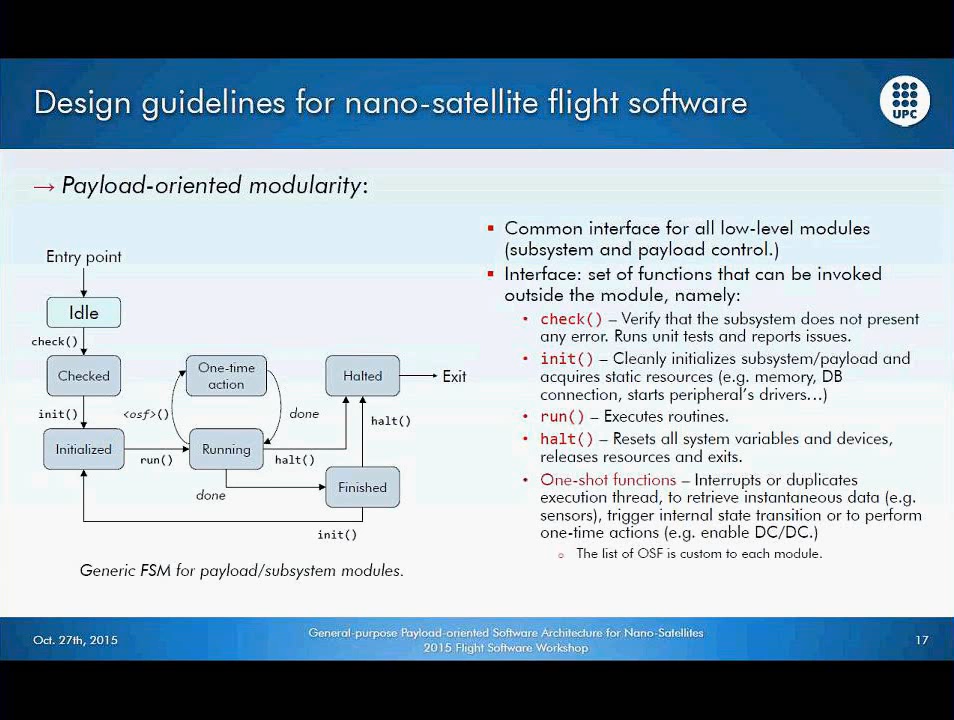 Design guidelines for nano-satellite flight software
UPC
→ Payload-oriented modularity:
Entry point
Idle
check()
Checked
init()
Initialized
run()
<osf>()
One-time
action
done
Running
halt()
done
Halted
Exit
halt()
Finished
init()
Generic FSM for payload/subsystem modules.
▪ Common interface for all low-level modules
(subsystem and payload control.)
▪ Interface: set of functions that can be invoked
outside the module, namely:
• check() – Verify that the subsystem does not present
any error. Runs unit tests and reports issues.
• init() – Cleanly initializes subsystem/payload and
acquires static resources (e.g. memory, DB
connection, starts peripheral's drivers…)
• run() – Executes routines.
• halt() – Resets all system variables and devices,
releases resources and exits.
• One-shot functions – Interrupts or duplicates
execution thread, to retrieve instantaneous data (e.g.
sensors), trigger internal state transition or to perform
one-time actions (e.g. enable DC/DC.)
o The list of OSF is custom to each module.
Oct. 27th, 2015
General-purpose Payload-oriented Software Architecture for Nano-Satellites
2015 Flight Software Workshop
17